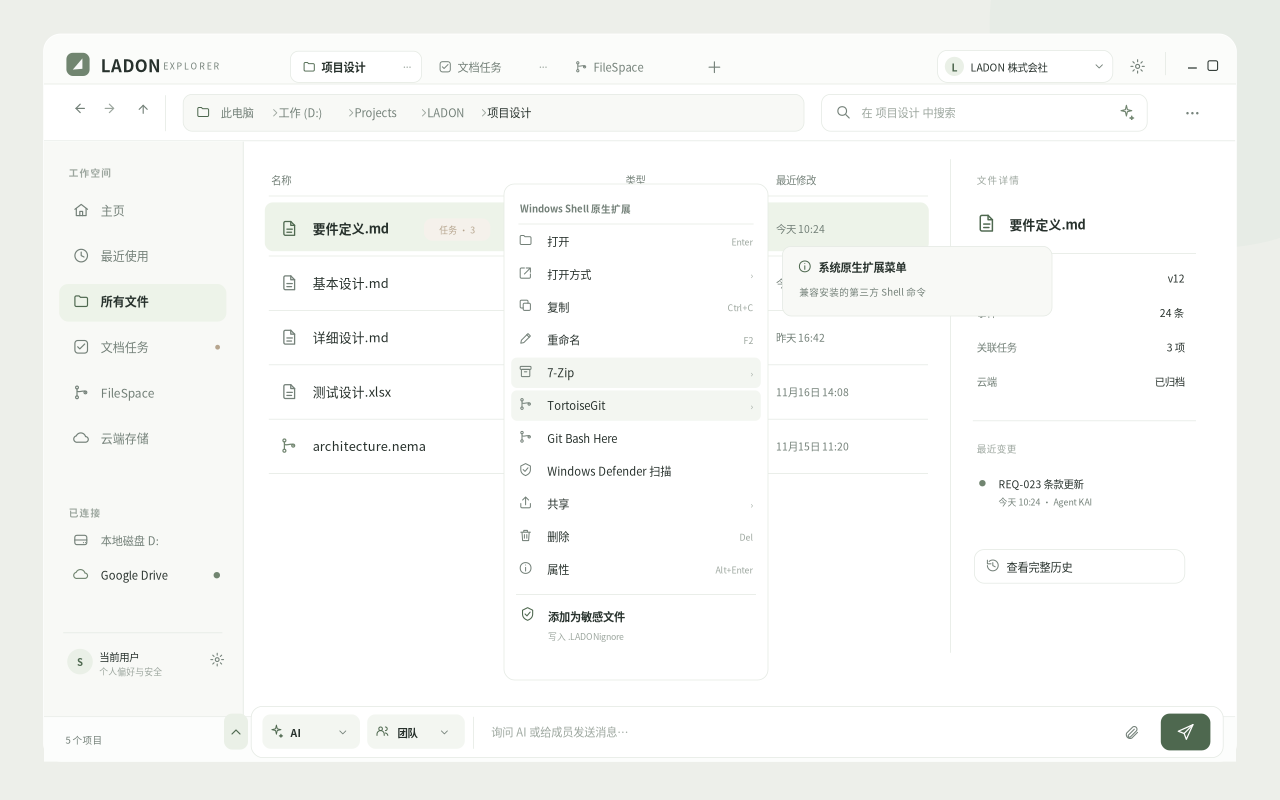 LADON EXPLORER
项目设计 ···
文档任务 ···
FileSpace
L LADON 株式会社
此电脑 >工作 (D:) >Projects >LADON >项目设计
在 项目设计 中搜索
工作空间
主页
最近使用
所有文件
文档任务
FileSpace
云端存储
已连接
本地磁盘 D:
Google Drive
S 当前用户
个人偏好与安全
5 个项目
名称 类型 最近修改
要件定义.md 任务 · 3 今天 10:24
基本设计.md
详细设计.md 昨天 16:42
测试设计.xlsx 11月16日 14:08
architecture.nema 11月15日 11:20
Windows Shell 原生扩展
打开 Enter
打开方式 ›
复制 Ctrl+C
重命名 F2
7-Zip ›
TortoiseGit ›
Git Bash Here
Windows Defender 扫描
共享 ›
删除 Del
属性 Alt+Enter
添加为敏感文件
写入 .LADONignore
系统原生扩展菜单
兼容安装的第三方 Shell 命令
文件详情
要件定义.md
v12
24 条
关联任务 3 项
云端 已归档
最近变更
REQ-023 条款更新
今天 10:24 · Agent KAI
查看完整历史
AI
团队
询问 AI 或给成员发送消息···